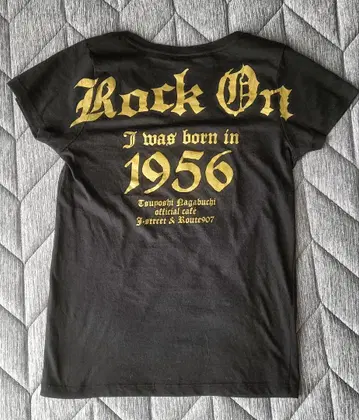 Rock On
I was born in
1956
Tsuyoshi Nagabuchi
official cafe
J-street & Route907